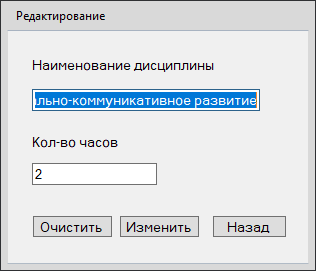 Редактирование
Наименование дисциплины
льно-коммуникативное развитие
Кол-во часов
2
Очистить Изменить Назад